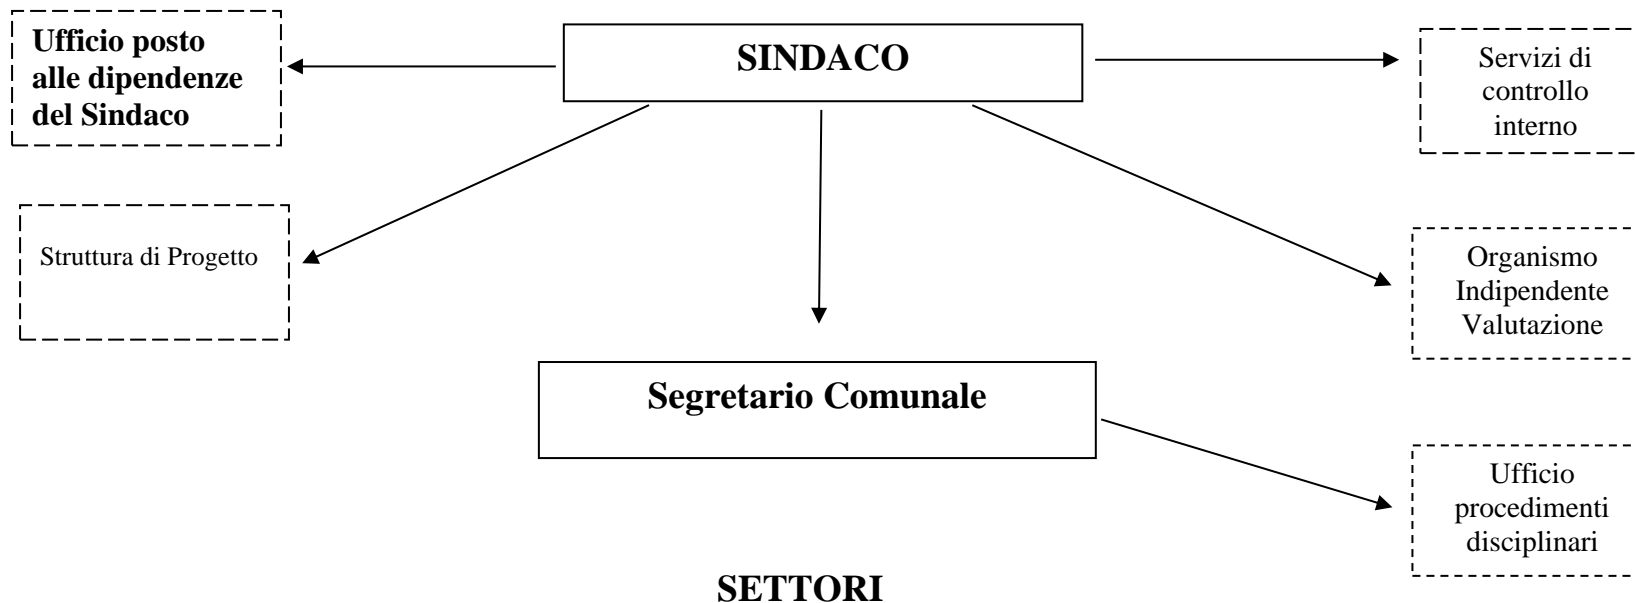 Ufficio posto
alle dipendenze
del Sindaco
SINDACO
Servizi di
controllo
interno
Struttura di Progetto
Organismo
Indipendente
Valutazione
Segretario Comunale
Ufficio
procedimenti
disciplinari
SETTORI